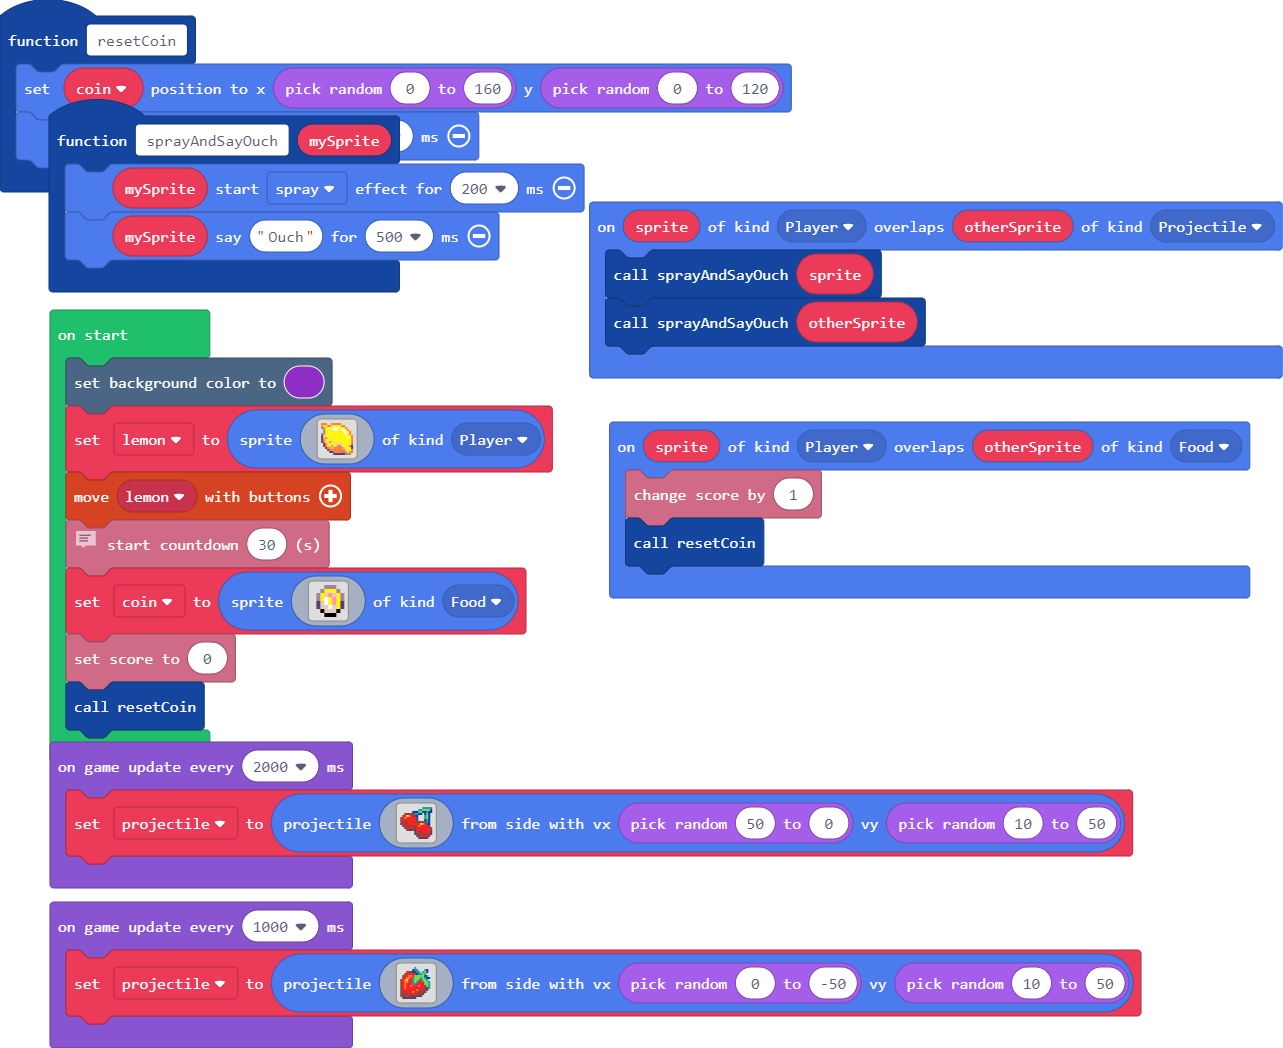 function resetCoin
set coin position to x pick random 0 to 160 y pick random 0 to 120
ms
function sprayAndSayOuch mySprite
mySprite start spray effect for 200 ms
mySprite say "Ouch" for 500 ms
on sprite of kind Player overlaps otherSprite of kind Projectile
call sprayAndSayOuch sprite
call sprayAndSayOuch otherSprite
on start
set background color to
set lemon to sprite of kind Player
move lemon with buttons
start countdown 30 (s)
set coin to sprite of kind Food
set score to 0
call resetCoin
on sprite of kind Player overlaps otherSprite of kind Food
change score by 1
call resetCoin
on game update every 2000 ms
set projectile to projectile from side with vx pick random 50 to 0 vy pick random 10 to 50
on game update every 1000 ms
set projectile to projectile from side with vx pick random 0 to -50 vy pick random 10 to 50